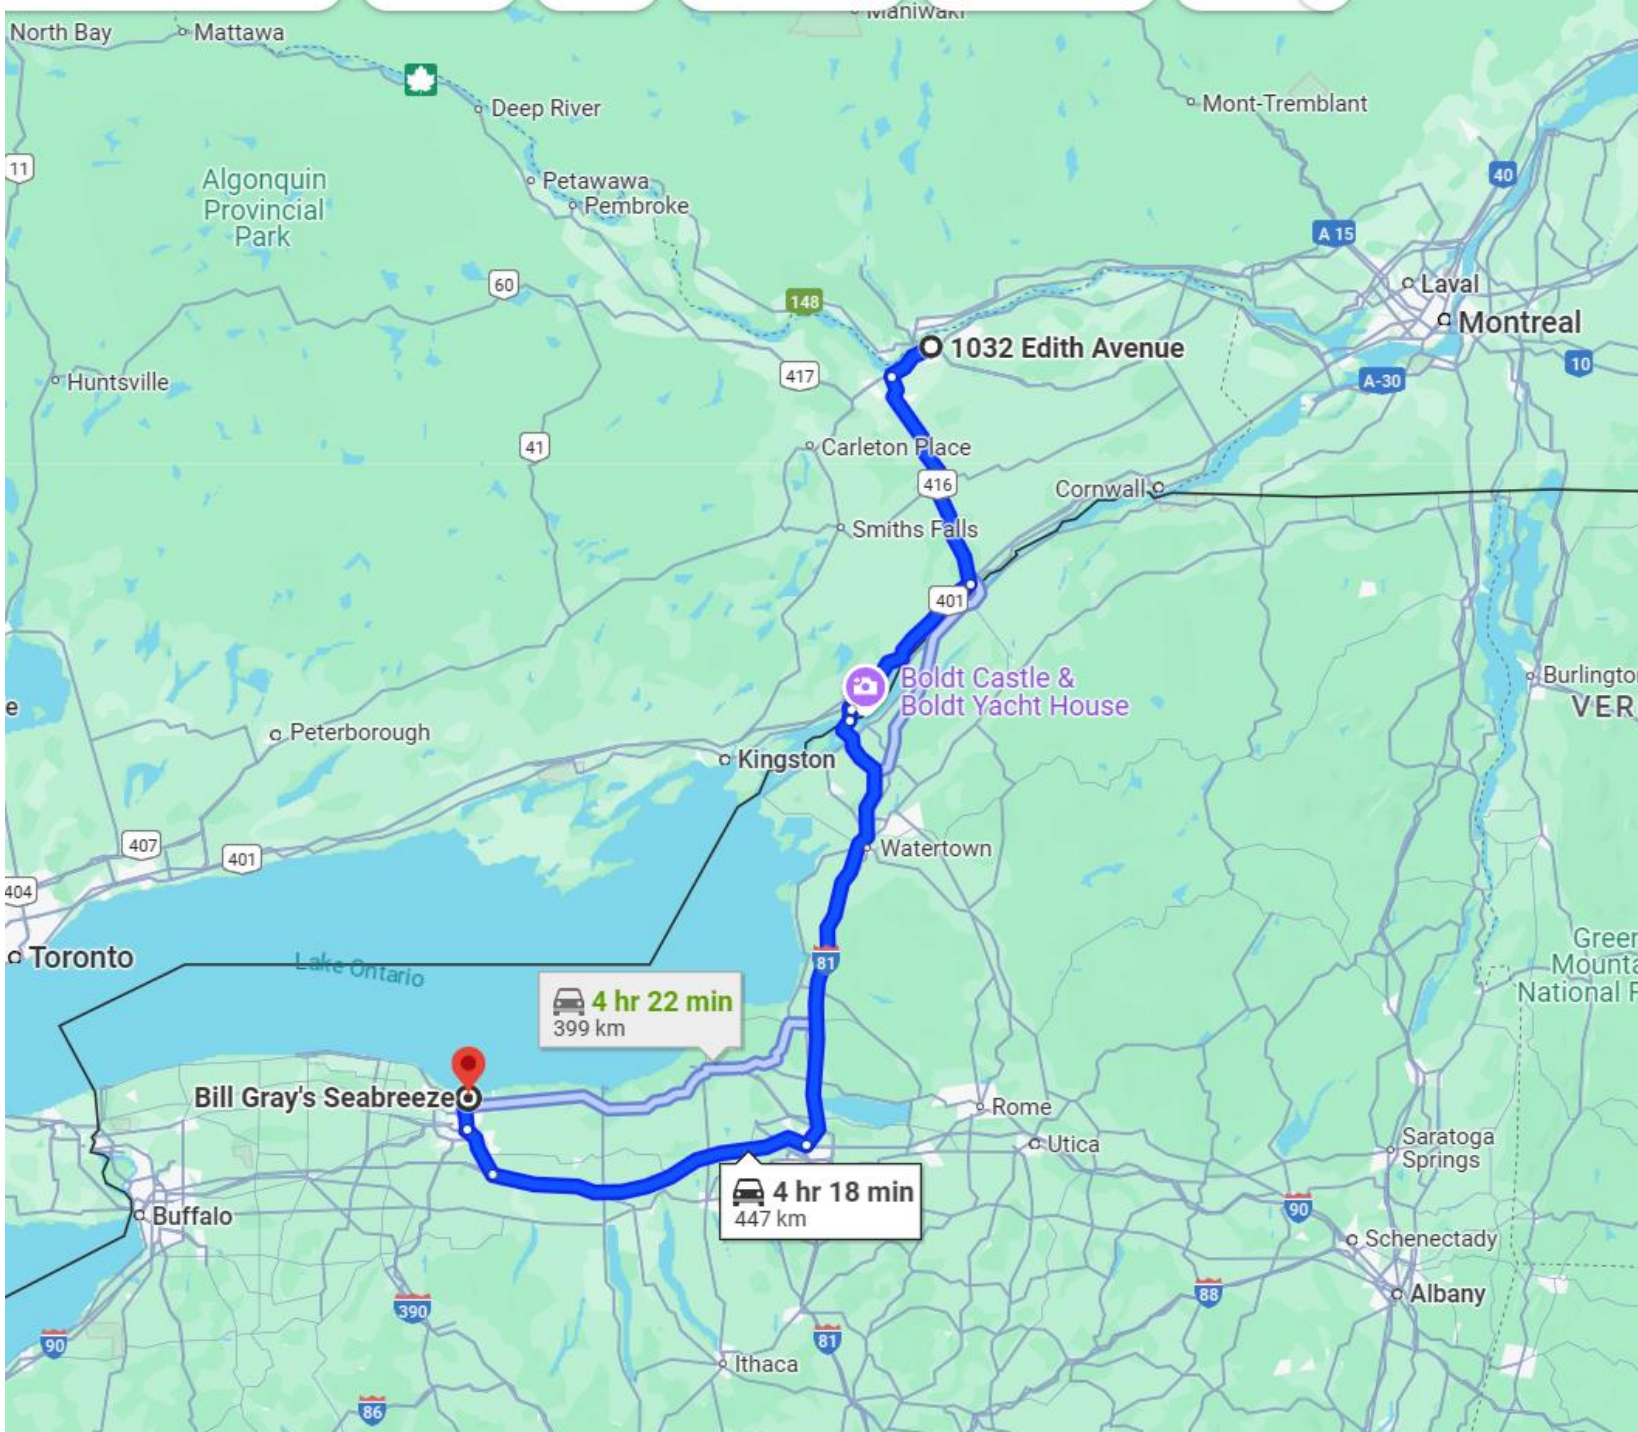 Maniwaki
North Bay
Mattawa
Deep River
Mont-Tremblant
11
Algonquin
Provincial
Park
Petawawa
Pembroke
40
A 15
60
148
Laval
Montreal
1032 Edith Avenue
10
Huntsville
417
A-30
41
Carleton Place
416
Cornwall
Smiths Falls
401
Boldt Castle &
Boldt Yacht House
Burlingto
VER
e
Peterborough
Kingston
407
401
Watertown
404
Toronto
Lake Ontario
81
Green
Mounta
National F
4 hr 22 min
399 km
Bill Gray's Seabreeze
Rome
Utica
Saratoga
Springs
4 hr 18 min
447 km
Buffalo
90
Schenectady
390
88
Albany
90
81
Ithaca
86